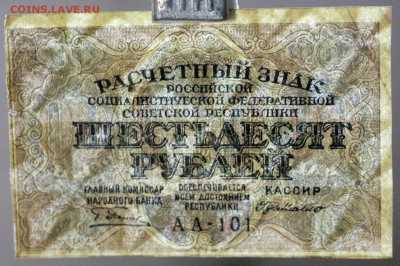 COINS.LAVE.RU
РАСЧЕТНЫЙ ЗНАК
РОССИЙСКОЙ
СОЦИАЛИСТИЧЕСКОЙ ФЕДЕРАТИВНОЙ
СОВЕТСКОЙ РЕСПУБЛИКИ
ШЕСТЬДЕСЯТ
РУБЛЕЙ
ГЛАВНЫЙ КОМИССАР
НАРОДНОГО БАНКА
ОБЕСПЕЧИВАЕТСЯ
ВСЕМ ДОСТОЯНИЕМ
РЕСПУБЛИКИ
КАССИР
АА-101